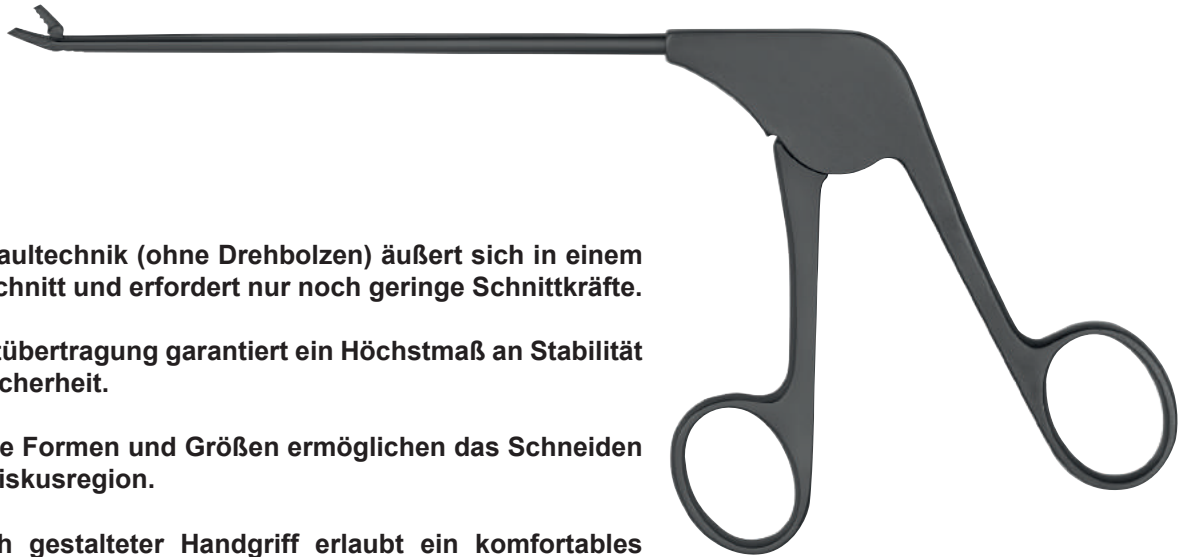 aultechnik (ohne Drehbolzen) äußert sich in einem
chnitt und erfordert nur noch geringe Schnittkräfte.
tübertragung garantiert ein Höchstmaß an Stabilität
cherheit.
e Formen und Größen ermöglichen das Schneiden
iskusregion.
h gestalteter Handgriff erlaubt ein komfortables